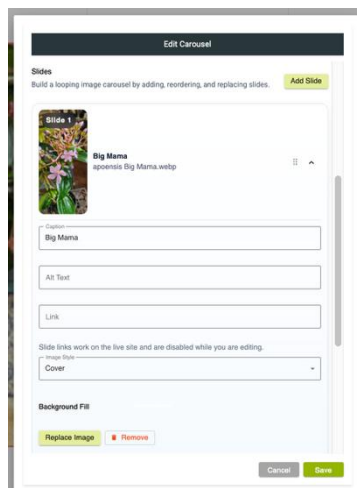 Edit Carousel
Slides
Build a looping image carousel by adding, reordering, and replacing slides.
Add Slide
Slide 1
Big Mama
apoensis Big Mama.webp
Caption
Big Mama
Alt Text
Link
Slide links work on the live site and are disabled while you are editing.
Image Style
Cover
Background Fill
Replace Image
Remove
Cancel
Save